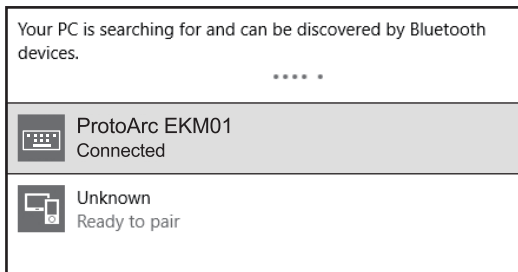 Your PC is searching for and can be discovered by Bluetooth
devices.
ProtoArc EKM01
Connected
Unknown
Ready to pair